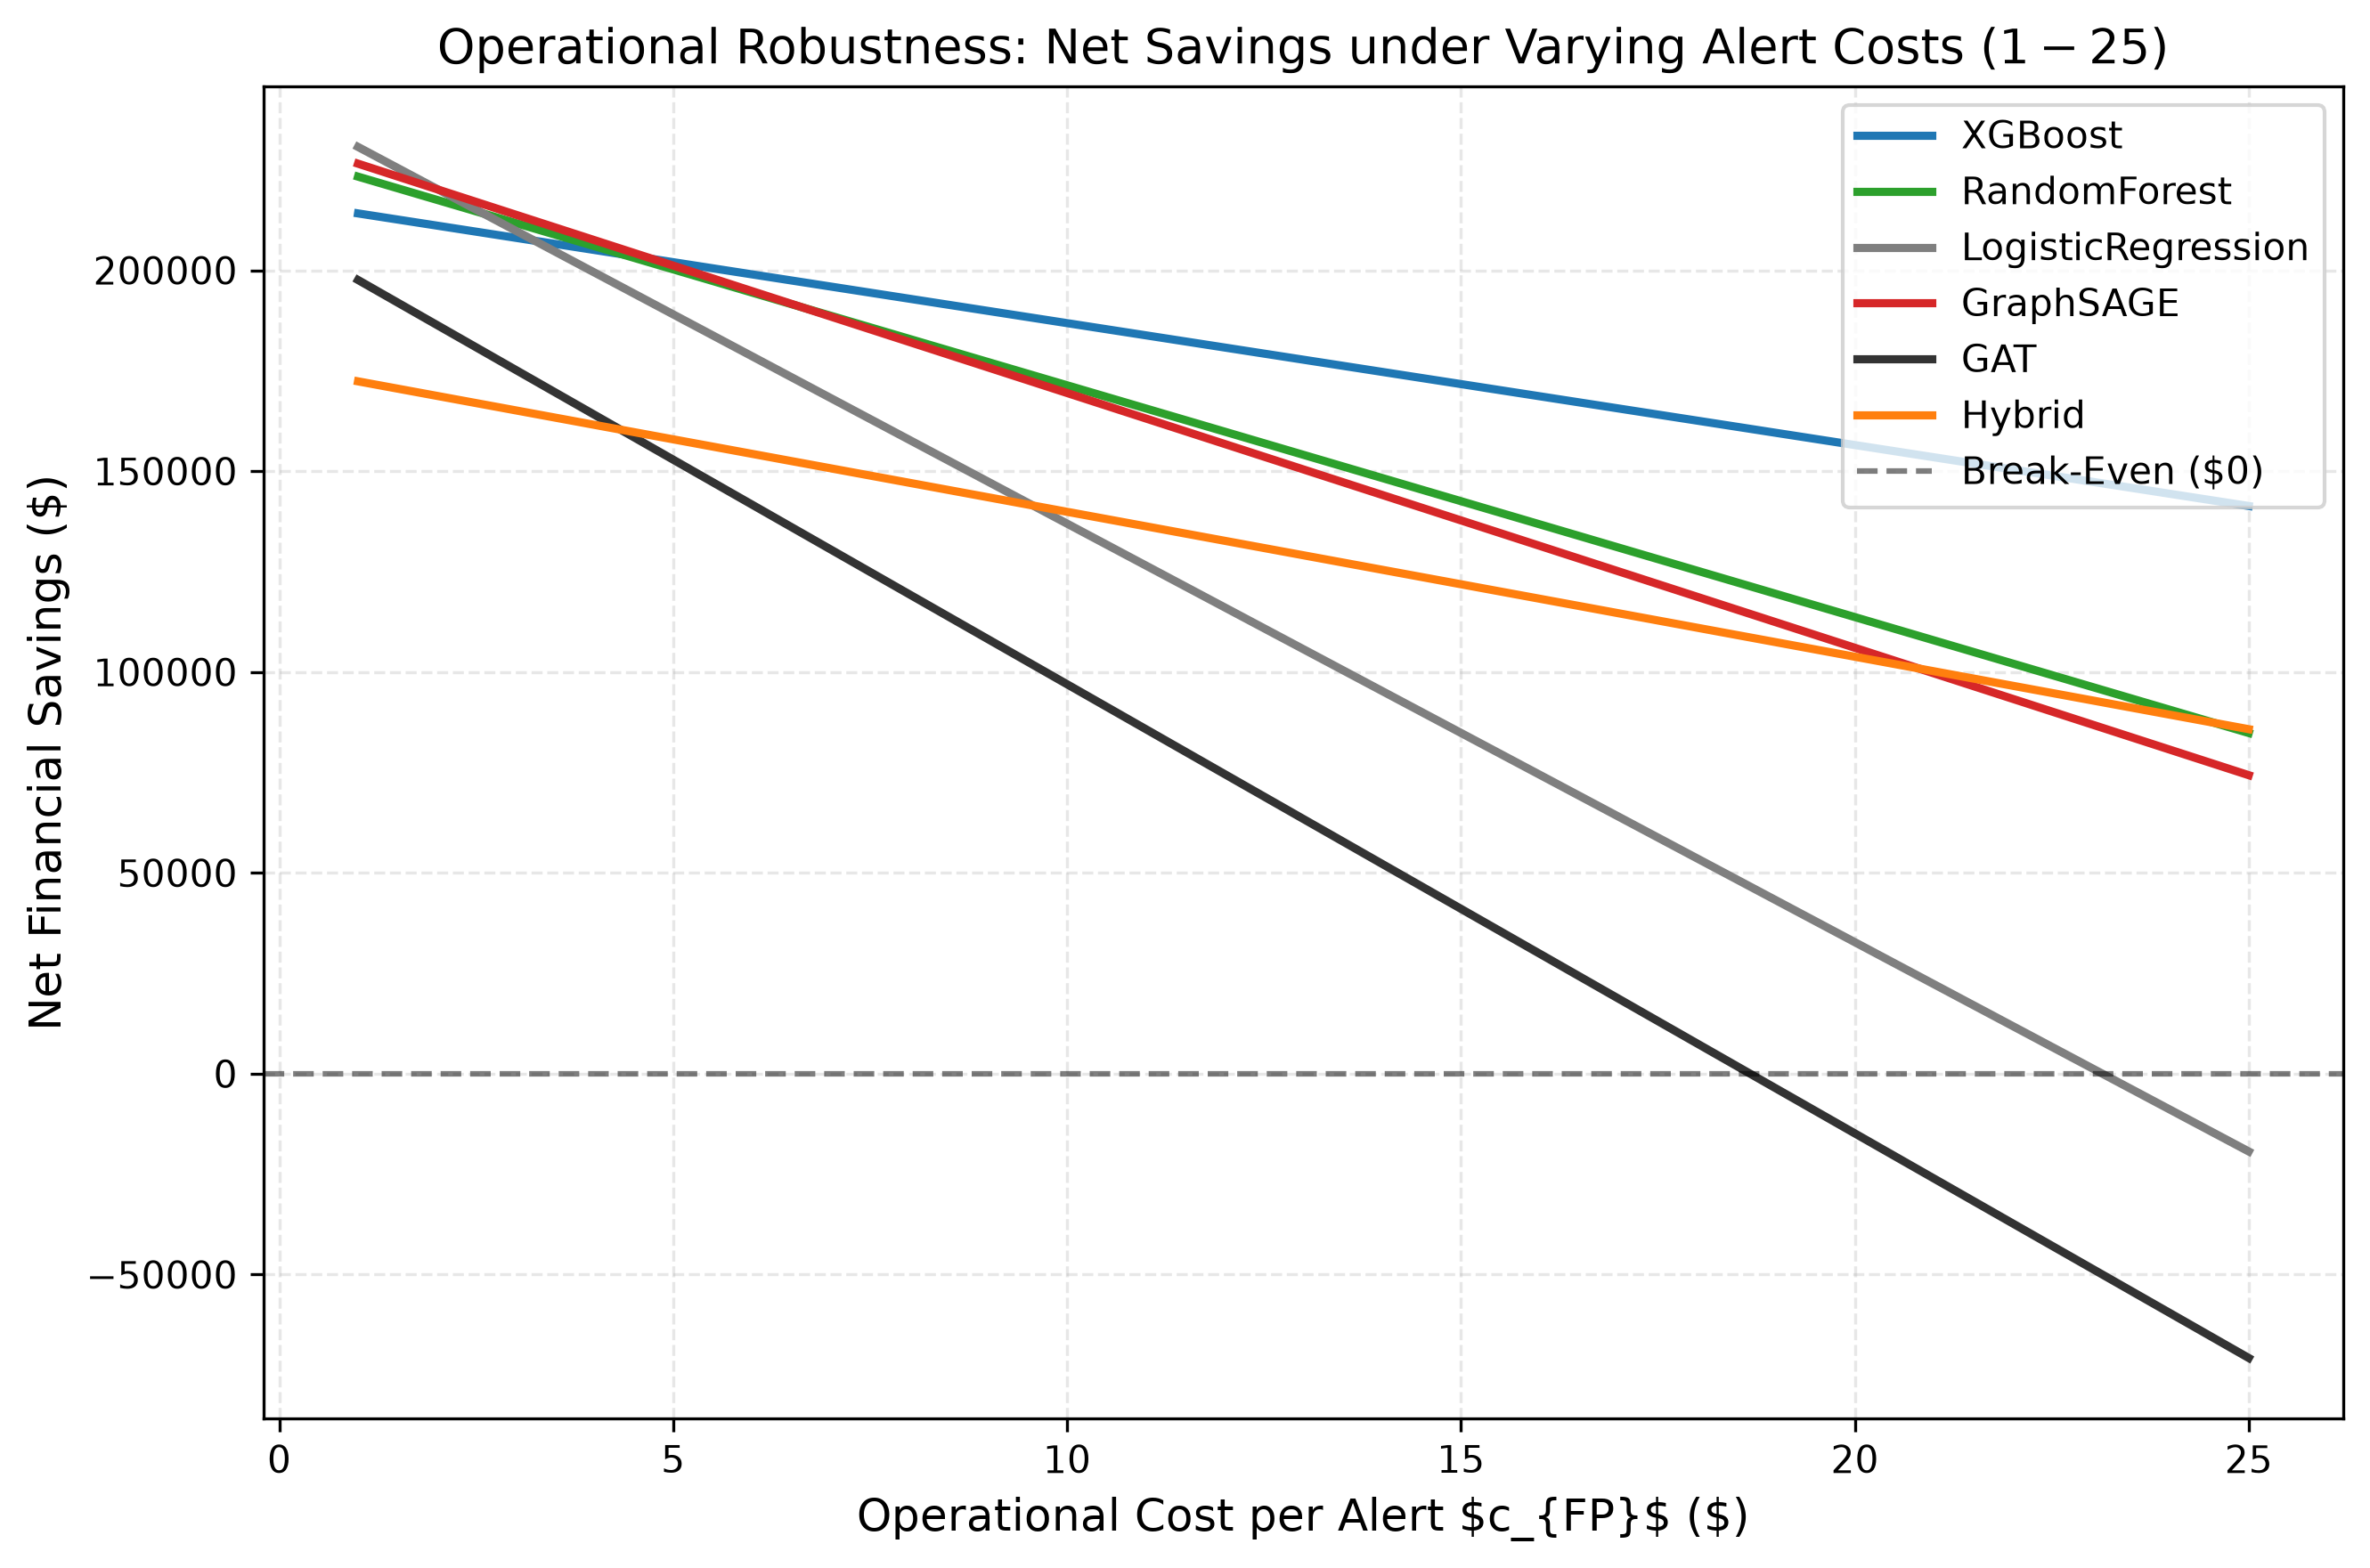 Operational Robustness: Net Savings under Varying Alert Costs (1 − 25)
XGBoost
RandomForest
LogisticRegression
GraphSAGE
GAT
Hybrid
Break-Even ($0)
Net Financial Savings ($)
200000
150000
100000
50000
0
−50000
0 5 10 15 20 25
Operational Cost per Alert $c_{FP}$ ($)